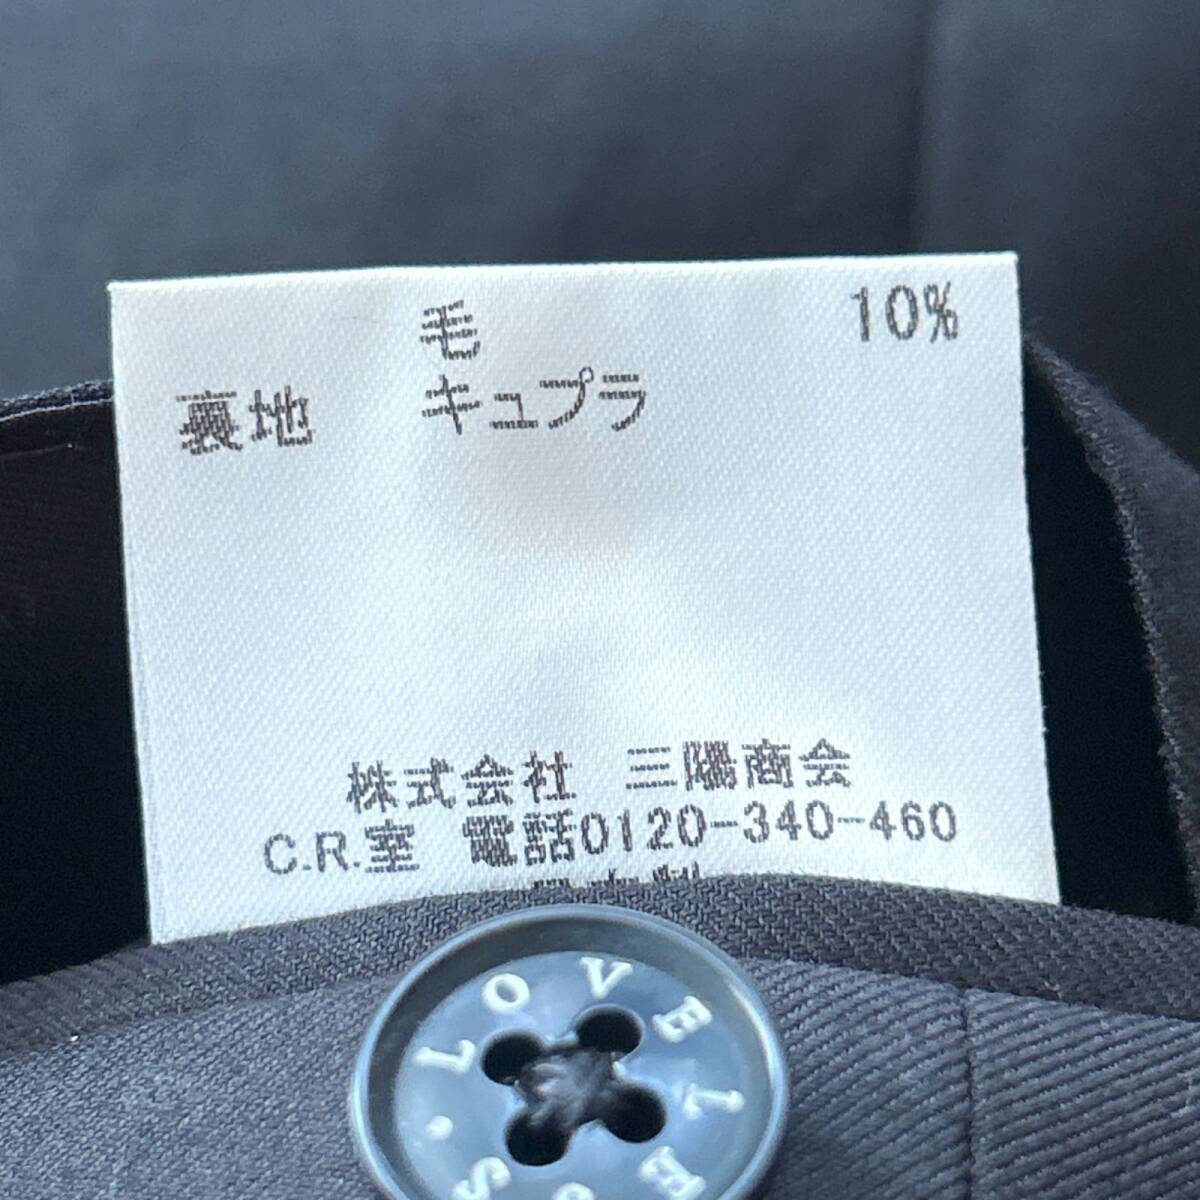 毛 10%
裏地 キュプラ
株式会社 三陽商会
C.R.室 電話0120-340-460
LOVELES